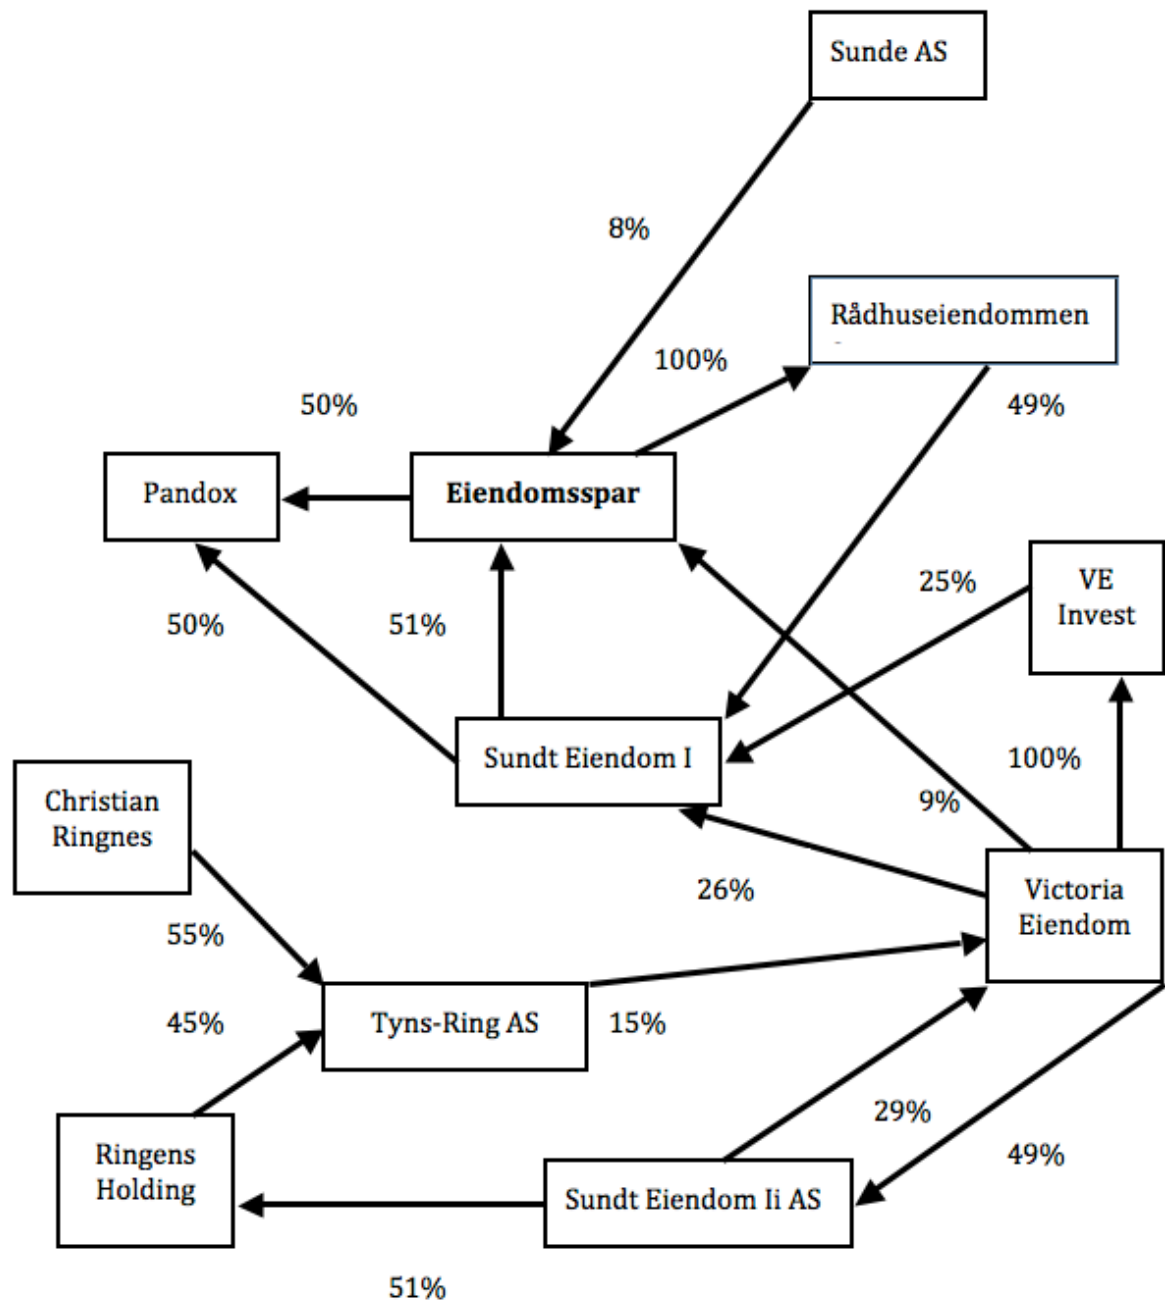 Sunde AS
8%
Rådhuseiendommen
-
100%
49%
50%
Pandox
Eiendomsspar
VE
Invest
25%
50%
51%
Sundt Eiendom I
100%
Christian
Ringnes
9%
26%
Victoria
Eiendom
55%
45%
Tyns-Ring AS
15%
29%
Ringens
Holding
49%
Sundt Eiendom Ii AS
51%